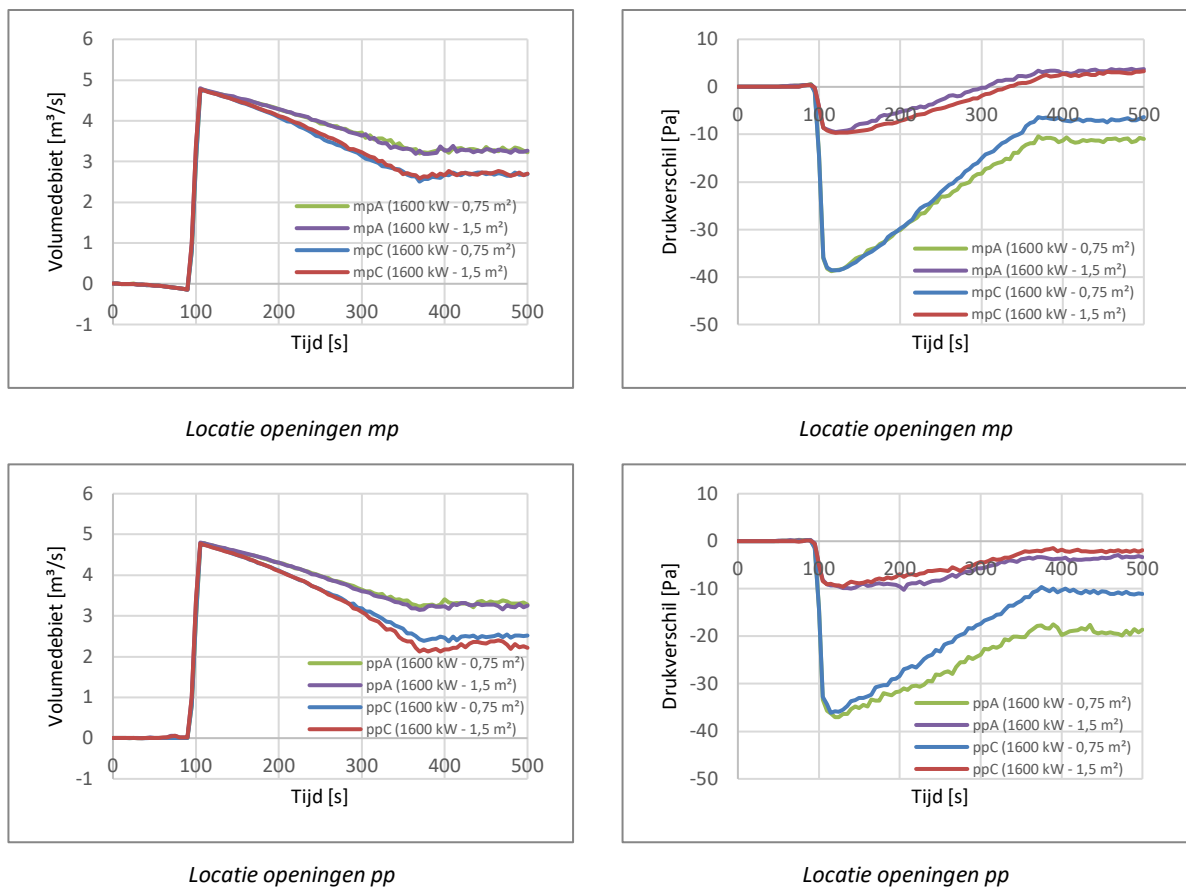 Volumedebiet [m³/s]
6
5
4
3
2
1
0
-1
0 100 200 300 400 500
mpA (1600 kW - 0,75 m²)
mpA (1600 kW - 1,5 m²)
mpC (1600 kW - 0,75 m²)
mpC (1600 kW - 1,5 m²)
Tijd [s]
Locatie openingen mp
Drukverschil [Pa]
10
0
-10
-20
-30
-40
-50
0 100 200 300 400 500
mpA (1600 kW - 0,75 m²)
mpA (1600 kW - 1,5 m²)
mpC (1600 kW - 0,75 m²)
mpC (1600 kW - 1,5 m²)
Tijd [s]
Locatie openingen mp
Volumedebiet [m³/s]
6
5
4
3
2
1
0
-1
0 100 200 300 400 500
ppA (1600 kW - 0,75 m²)
ppA (1600 kW - 1,5 m²)
ppC (1600 kW - 0,75 m²)
ppC (1600 kW - 1,5 m²)
Tijd [s]
Locatie openingen pp
Drukverschil [Pa]
10
0
-10
-20
-30
-40
-50
0 100 200 300 400 500
ppA (1600 kW - 0,75 m²)
ppA (1600 kW - 1,5 m²)
ppC (1600 kW - 0,75 m²)
ppC (1600 kW - 1,5 m²)
Tijd [s]
Locatie openingen pp